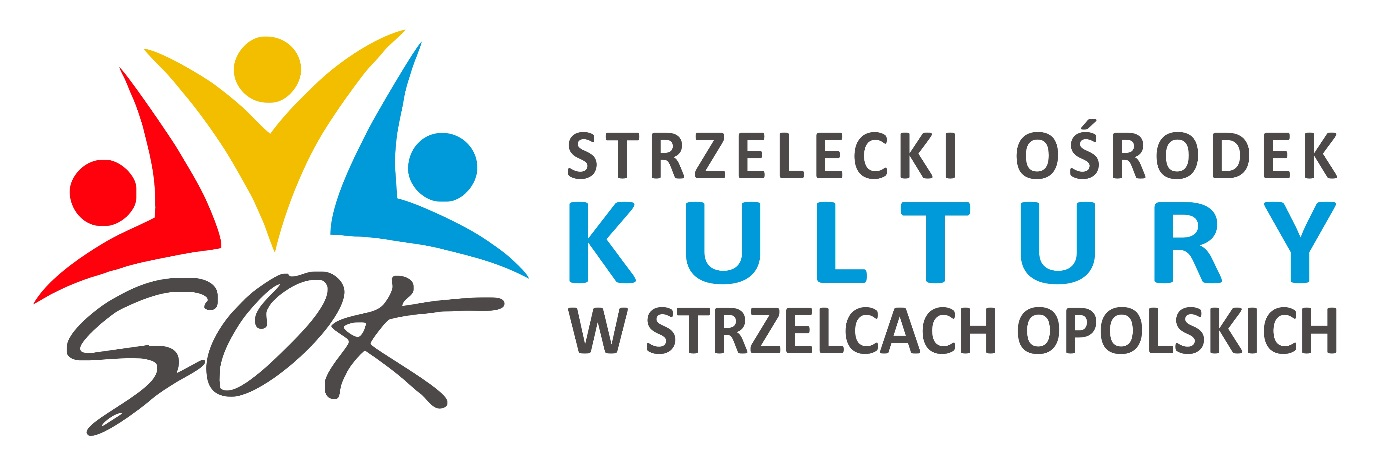 SOK
STRZELECKI OŚRODEK
KULTURY
W STRZELCACH OPOLSKICH